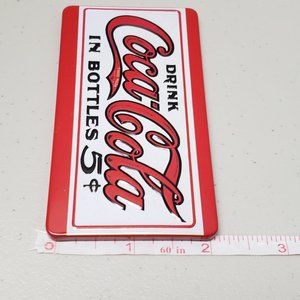 DRINK
Coca-Cola
IN BOTTLES 5¢
1 60 in 2 3